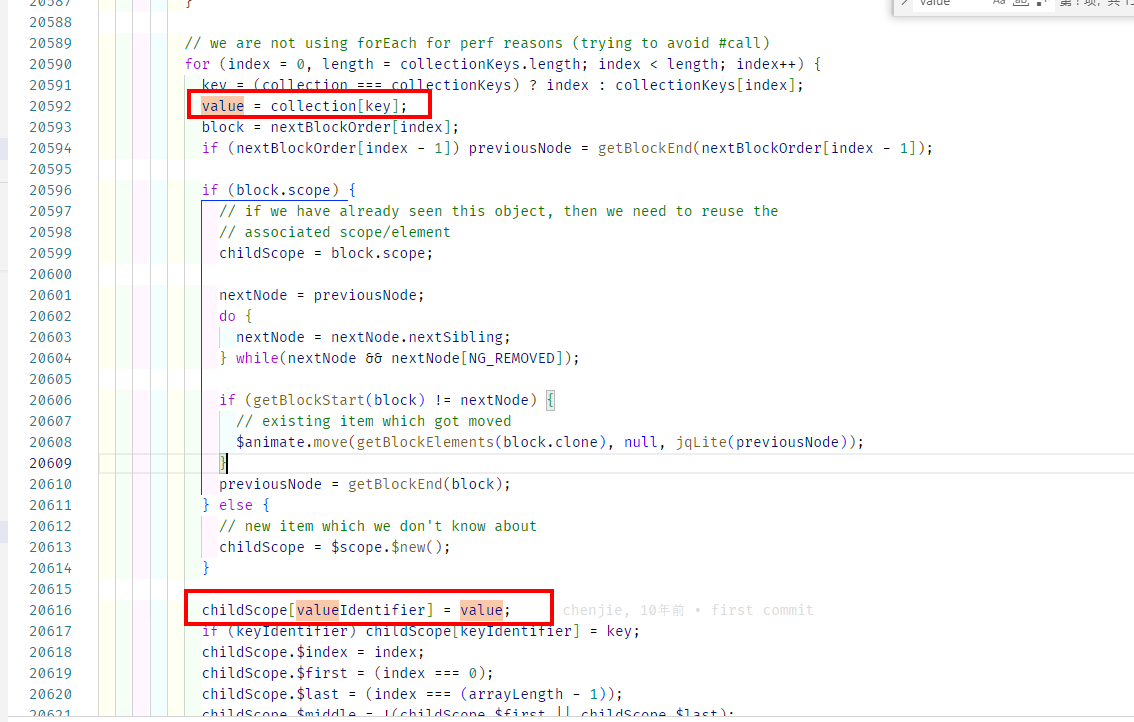 20587 }
value
20588
20589 // we are not using forEach for perf reasons (trying to avoid #call)
20590 for (index = 0, length = collectionKeys.length; index < length; index++) {
20591 key = (collection === collectionKeys) ? index : collectionKeys[index];
20592 value = collection[key];
20593 block = nextBlockOrder[index];
20594 if (nextBlockOrder[index - 1]) previousNode = getBlockEnd(nextBlockOrder[index - 1]);
20595
20596 if (block.scope) {
20597 // if we have already seen this object, then we need to reuse the
20598 // associated scope/element
20599 childScope = block.scope;
20600
20601 nextNode = previousNode;
20602 do {
20603 nextNode = nextNode.nextSibling;
20604 } while(nextNode && nextNode[NG_REMOVED]);
20605
20606 if (getBlockStart(block) != nextNode) {
20607 // existing item which got moved
20608 $animate.move(getBlockElements(block.clone), null, jqLite(previousNode));
20609 }
20610 previousNode = getBlockEnd(block);
20611 } else {
20612 // new item which we don't know about
20613 childScope = $scope.$new();
20614 }
20615
20616 childScope[valueIdentifier] = value; chenjie, 10年前 • first commit
20617 if (keyIdentifier) childScope[keyIdentifier] = key;
20618 childScope.$index = index;
20619 childScope.$first = (index === 0);
20620 childScope.$last = (index === (arrayLength - 1));
20621 childScope.$middle = !(childScope.$first || childScope.$last);